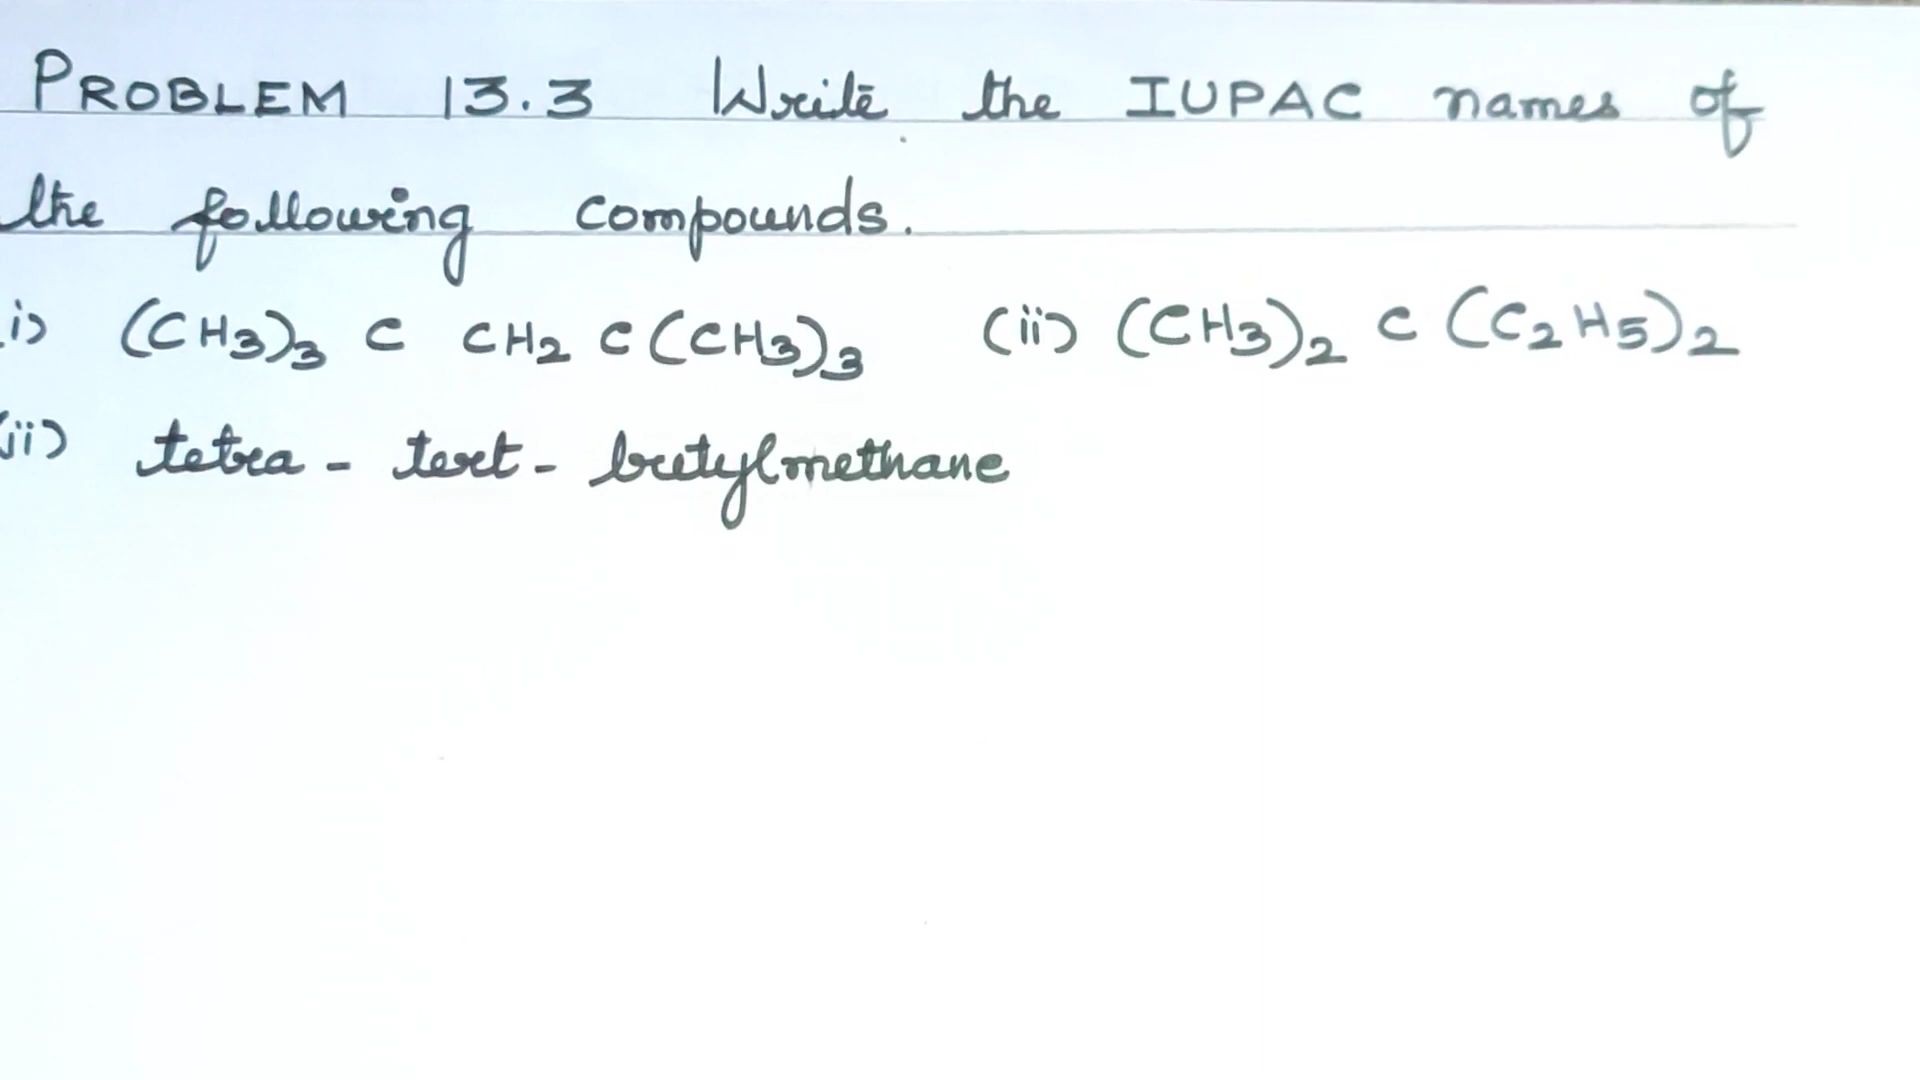 PROBLEM 13.3 Write the IUPAC names of
the following compounds.
i) (CH3)3 C CH2 C(CH3)3 (ii) (CH3)2 C (C2H5)2
(iii) tetra - tert - butylmethane